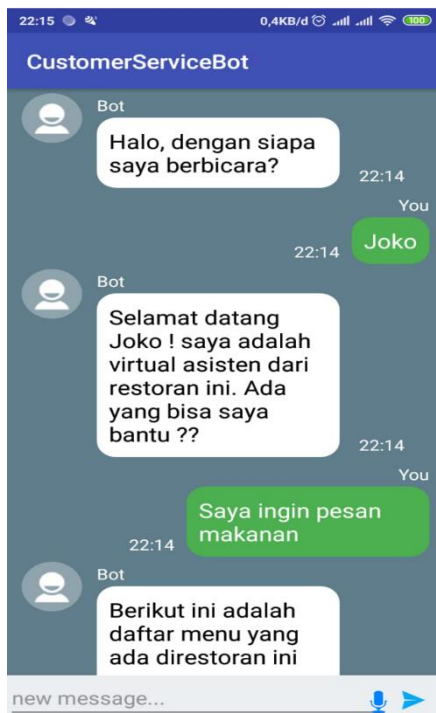 22:15 0,4KB/d 100
CustomerServiceBot
Bot
Halo, dengan siapa
saya berbicara?
22:14
You
Joko
22:14
Bot
Selamat datang
Joko ! saya adalah
virtual asisten dari
restoran ini. Ada
yang bisa saya
bantu ??
22:14
You
Saya ingin pesan
makanan
22:14
Bot
Berikut ini adalah
daftar menu yang
ada direstoran ini
new message...